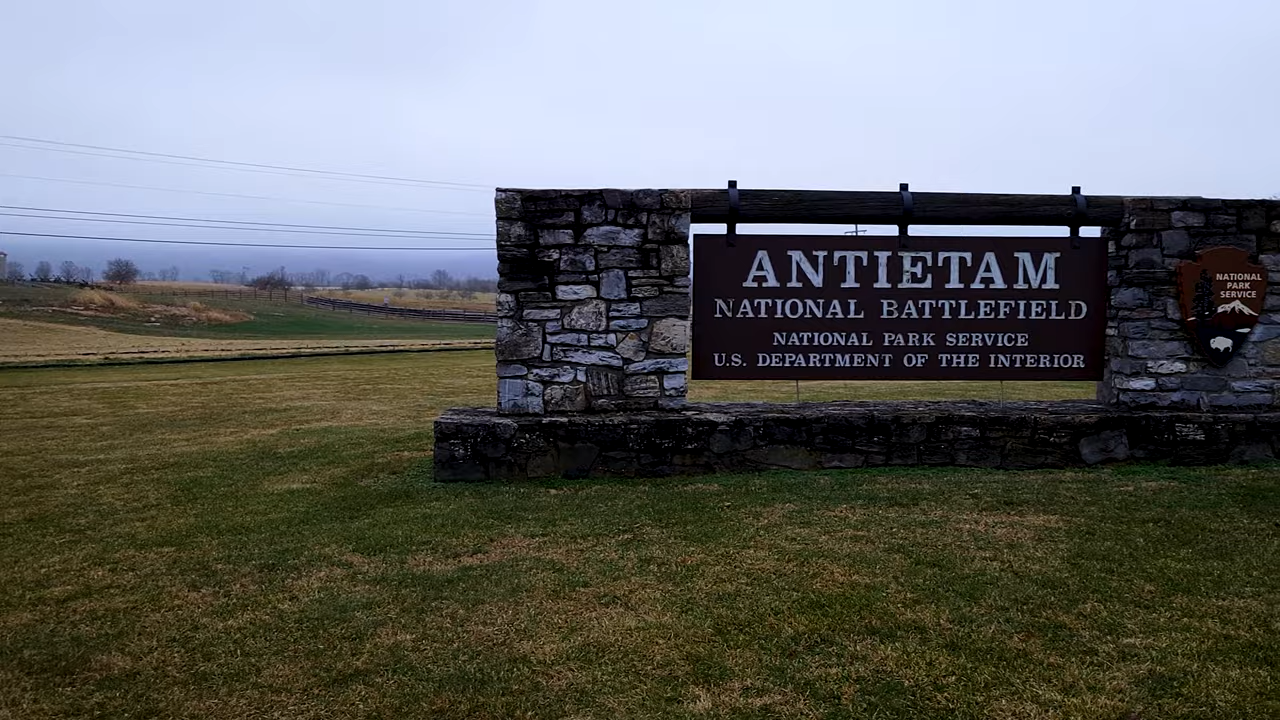 ANTIETAM
NATIONAL BATTLEFIELD
NATIONAL PARK SERVICE
U.S. DEPARTMENT OF THE INTERIOR
NATIONAL
PARK
SERVICE